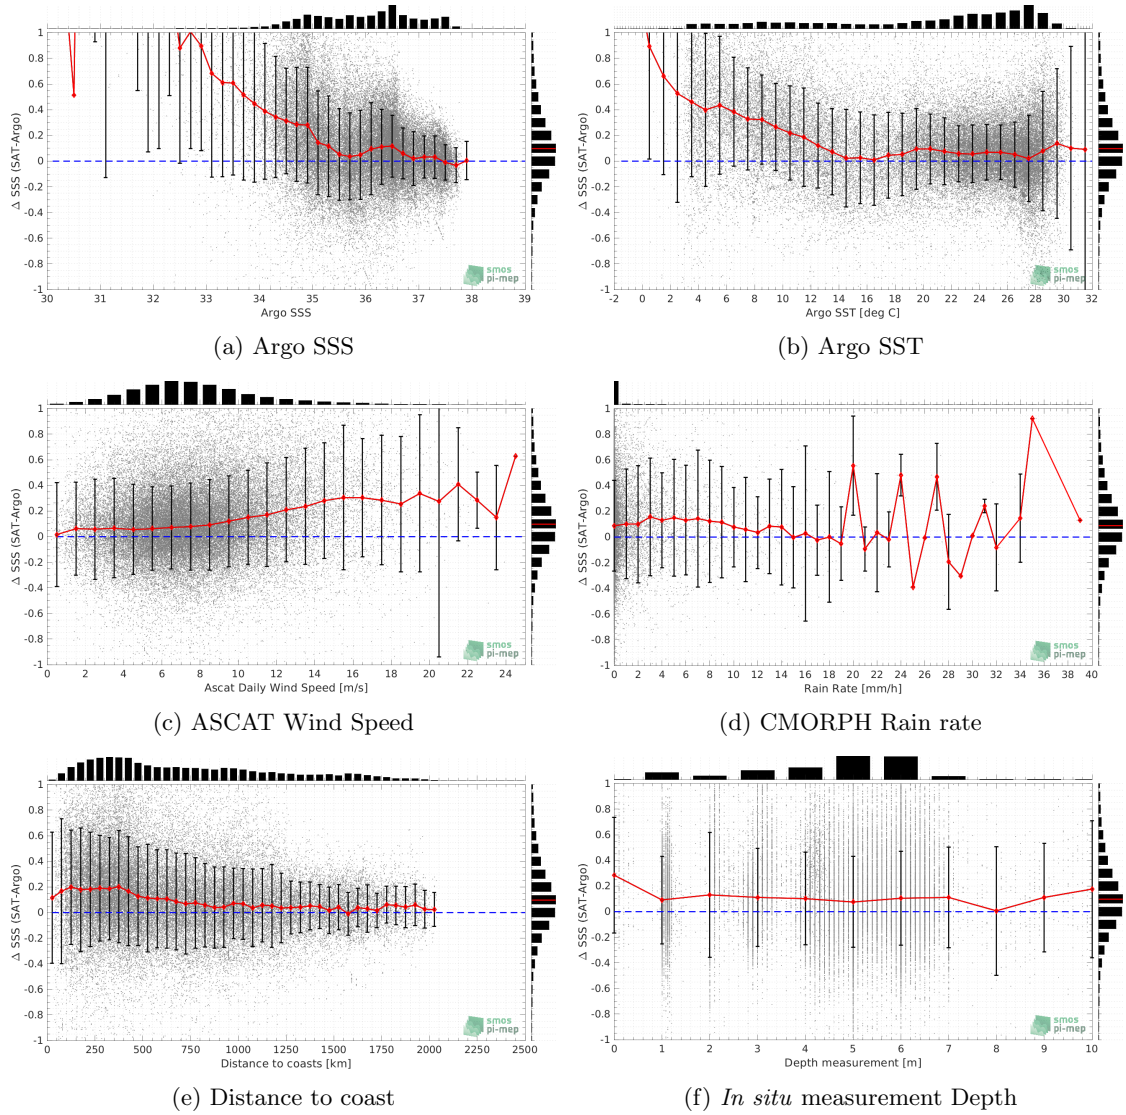 1
0.8
0.6
0.4
0.2
0
-0.2
-0.4
-0.6
-0.8
-1
Δ SSS (SAT-Argo)
30 31 32 33 34 35 36 37 38 39
Argo SSS
smos
pi-mep
(a) Argo SSS
1
0.8
0.6
0.4
0.2
0
-0.2
-0.4
-0.6
-0.8
-1
Δ SSS (SAT-Argo)
-2 0 2 4 6 8 10 12 14 16 18 20 22 24 26 28 30 32
Argo SST [deg C]
smos
pi-mep
(b) Argo SST
1
0.8
0.6
0.4
0.2
0
-0.2
-0.4
-0.6
-0.8
-1
Δ SSS (SAT-Argo)
0 2 4 6 8 10 12 14 16 18 20 22 24
Ascat Daily Wind Speed [m/s]
smos
pi-mep
(c) ASCAT Wind Speed
1
0.8
0.6
0.4
0.2
0
-0.2
-0.4
-0.6
-0.8
-1
Δ SSS (SAT-Argo)
0 2 4 6 8 10 12 14 16 18 20 22 24 26 28 30 32 34 36 38 40
Rain Rate [mm/h]
smos
pi-mep
(d) CMORPH Rain rate
1
0.8
0.6
0.4
0.2
0
-0.2
-0.4
-0.6
-0.8
-1
Δ SSS (SAT-Argo)
0 250 500 750 1000 1250 1500 1750 2000 2250 2500
Distance to coasts [km]
smos
pi-mep
(e) Distance to coast
1
0.8
0.6
0.4
0.2
0
-0.2
-0.4
-0.6
-0.8
-1
Δ SSS (SAT-Argo)
0 1 2 3 4 5 6 7 8 9 10
Depth measurement [m]
smos
pi-mep
(f) In situ measurement Depth